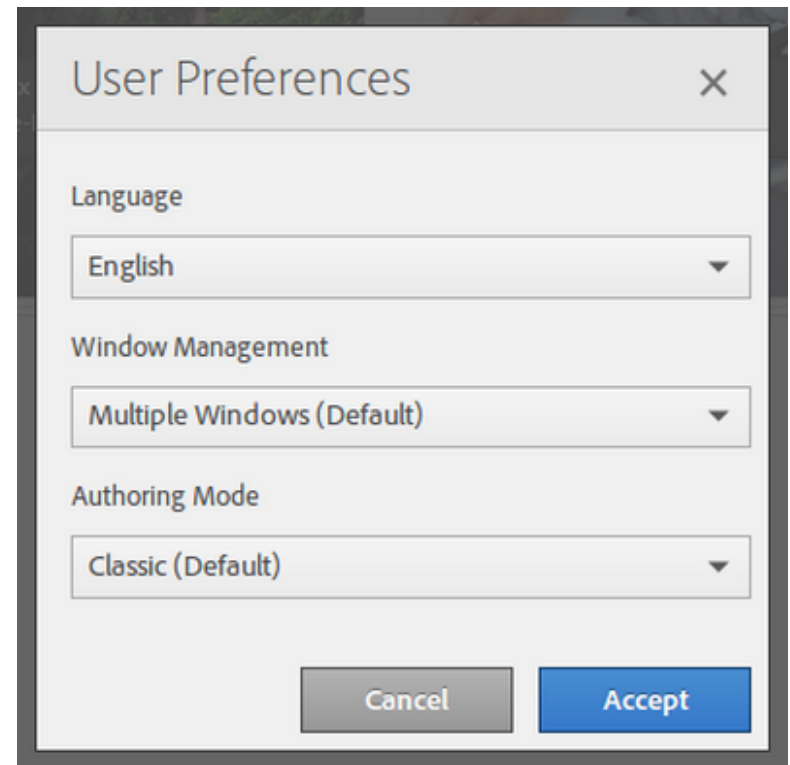 User Preferences
Language
English
Window Management
Multiple Windows (Default)
Authoring Mode
Classic (Default)
Cancel Accept